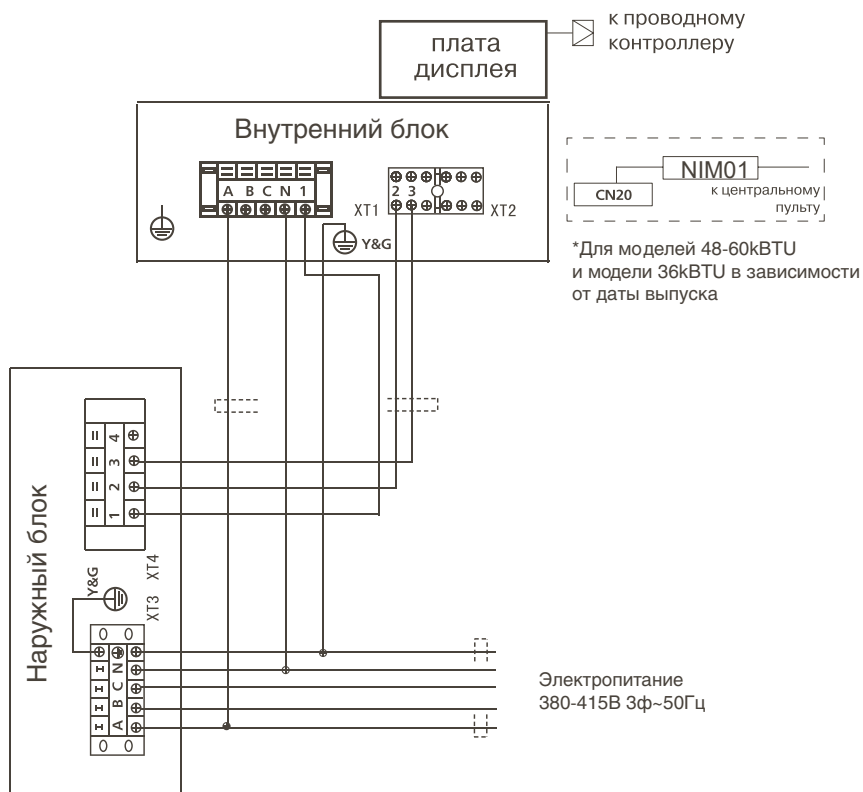 плата
дисплея
к проводному
контроллеру
Внутренний блок
A B C N 1
XT1
2 3
XT2
Y&G
NIM01
CN20
к центральному
пульту
*Для моделей 48-60kBTU
и модели 36kBTU в зависимости
от даты выпуска
Наружный блок
4
3
2
1
XT4
Y&G
XT3
N
C
B
A
Электропитание
380-415В 3ф~50Гц